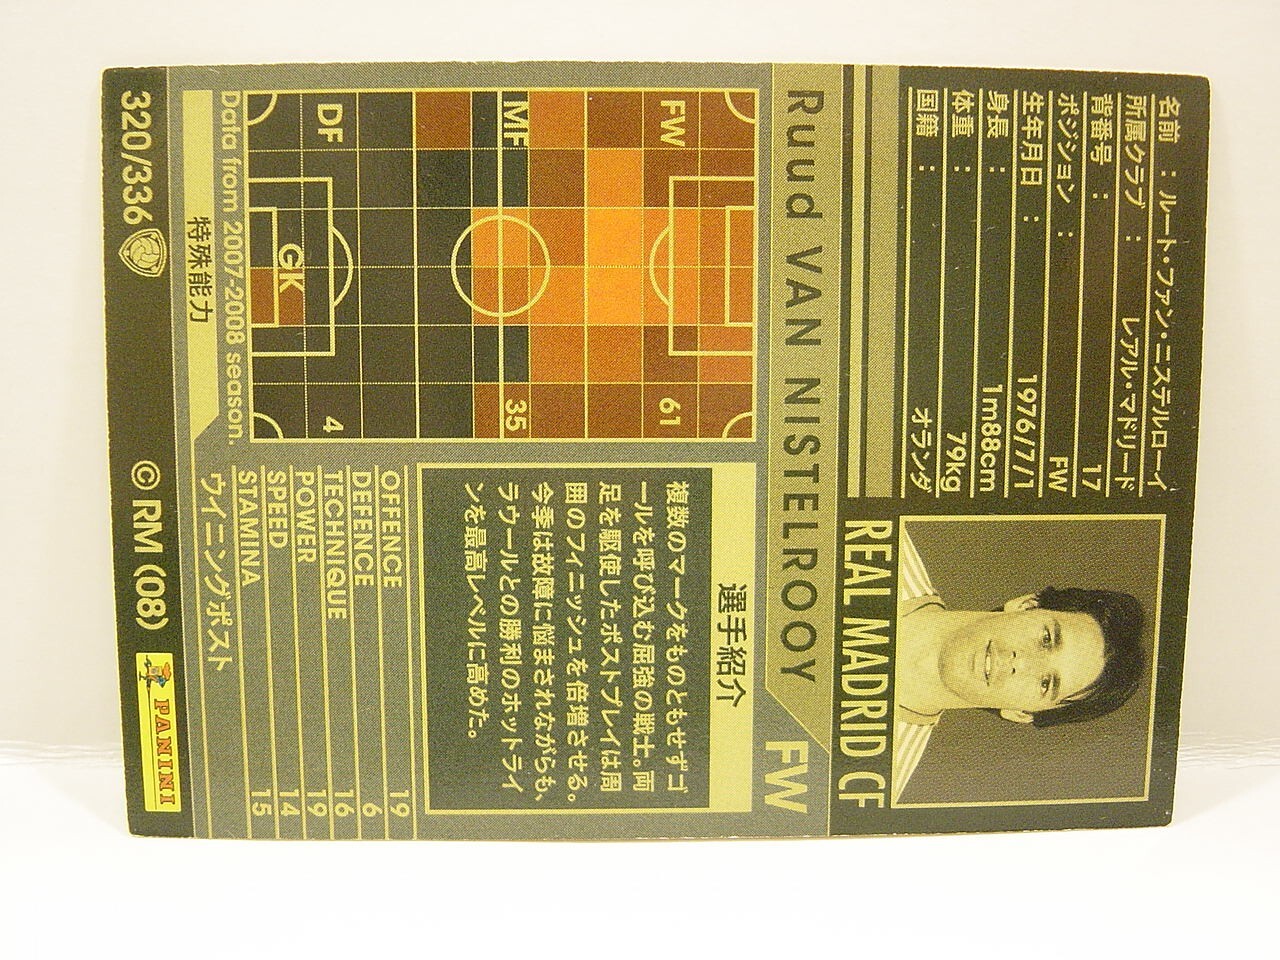 名前 : ルート・ファン・ニステルローイ
所属クラブ : レアル・マドリード
背番号 : 17
ポジション : FW
生年月日 : 1976/7/1
身長 : 1m88cm
体重 : 79kg
国籍 : オランダ
REAL MADRID CF
Ruud VAN NISTELROOY FW
FW 61
MF 35
DF 4
GK
Data from 2007-2008 season.
選手紹介
複数のマークをものともせずゴ
ールを呼び込む屈強の戦士。両
足を駆使したポストプレイは周
囲のフィニッシュを倍増させる。
今季は故障に悩まされながらも、
ラウールとの勝利のホットライ
ンを最高レベルに高めた。
OFFENCE 19
DEFENCE 6
TECHNIQUE 16
POWER 19
SPEED 14
STAMINA 15
特殊能力 ウイニングポスト
320/336 © RM (08) PANINI